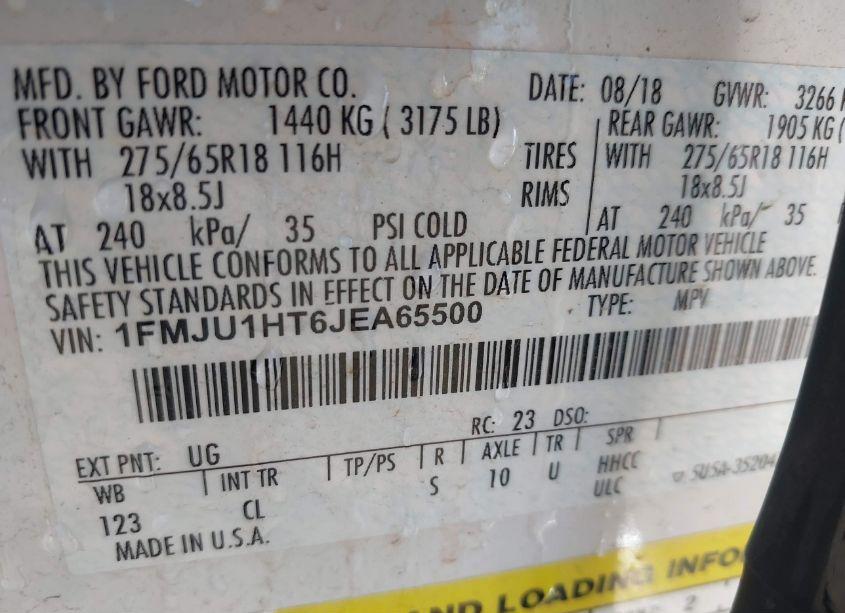 MFD. BY FORD MOTOR CO. DATE: 08/18 GVWR: 3266
FRONT GAWR: 1440 KG ( 3175 LB) REAR GAWR: 1905 KG (
WITH 275/65R18 116H TIRES WITH 275/65R18 116H
18x8.5J RIMS 18x8.5J
AT 240 kPa/ 35 PSI COLD AT 240 kPa/ 35
THIS VEHICLE CONFORMS TO ALL APPLICABLE FEDERAL MOTOR VEHICLE
SAFETY STANDARDS IN EFFECT ON THE DATE OF MANUFACTURE SHOWN ABOVE.
VIN: 1FMJU1HT6JEA65500 TYPE: MPV
RC: 23 DSO:
EXT PNT: UG
WB INT TR TP/PS R AXLE TR SPR
123 CL S 10 U HHCC
ULC
MADE IN U.S.A.
AND LOADING
2